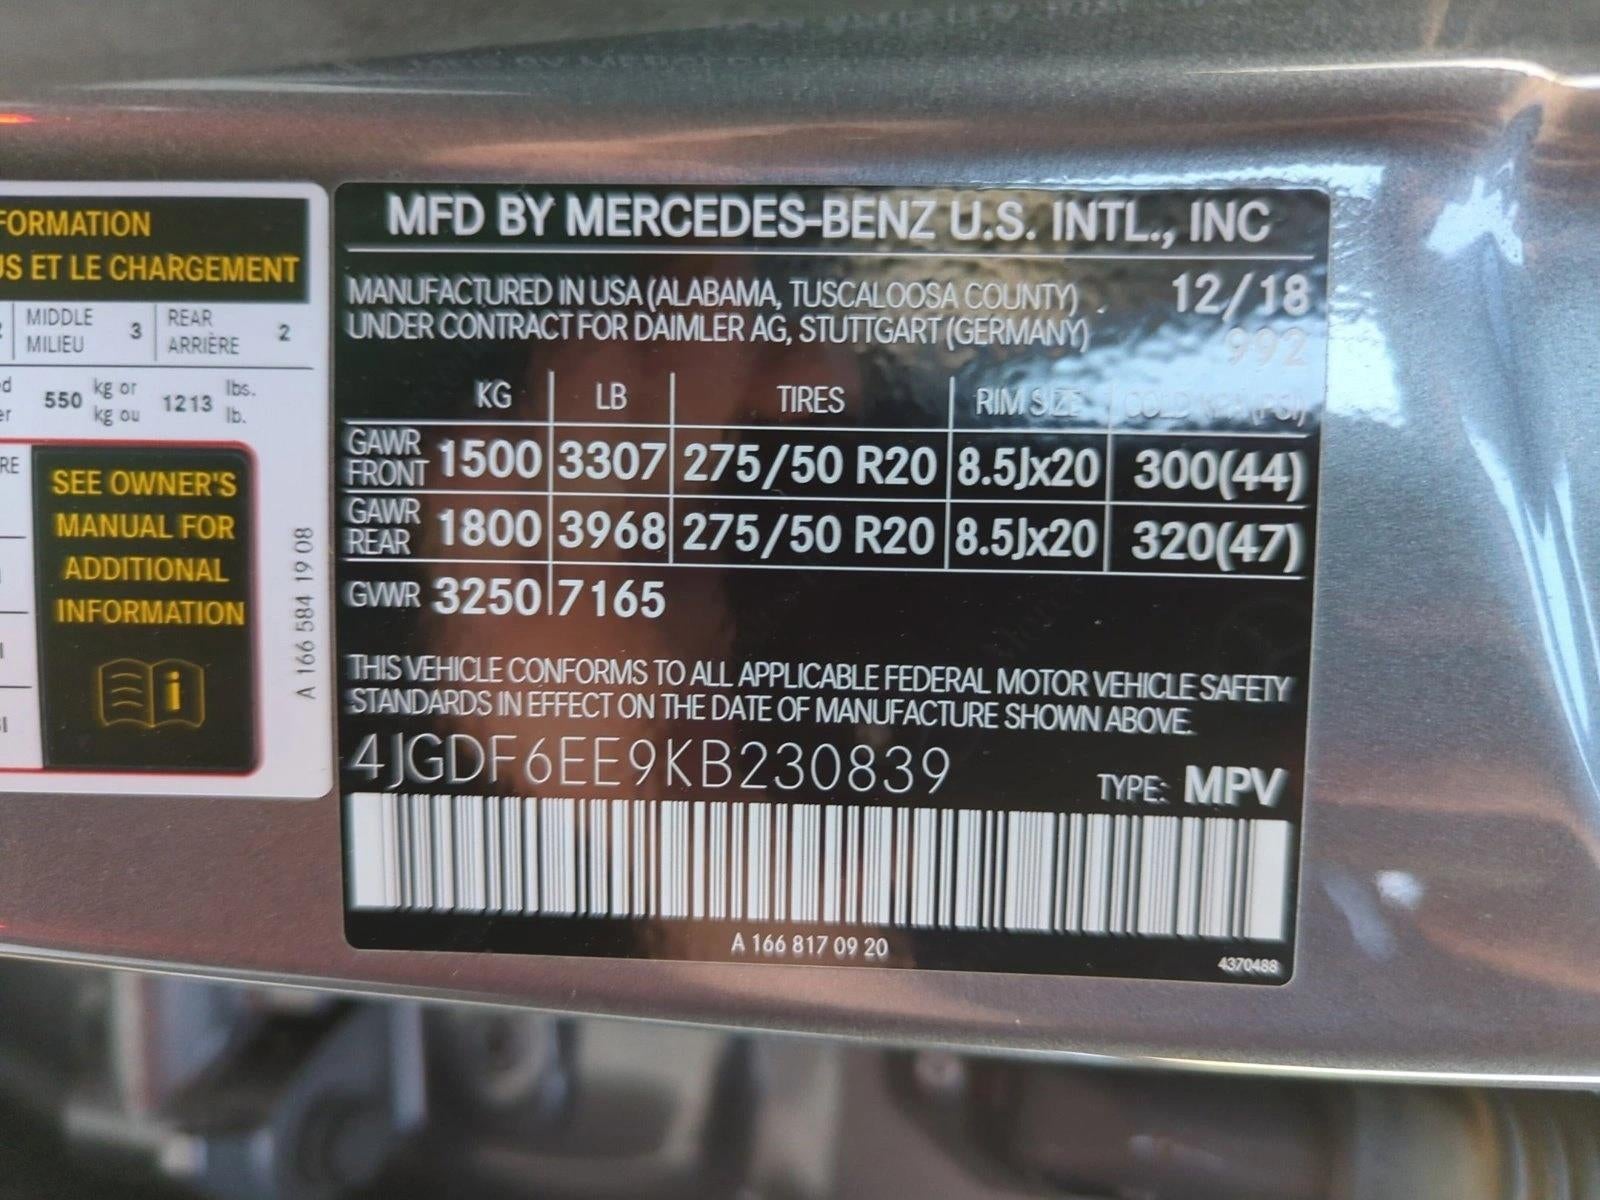 FORMATION
US ET LE CHARGEMENT
MIDDLE 3 REAR 2
MILIEU ARRIÈRE
550 kg or 1213 lbs.
kg ou lb.
RE
SEE OWNER'S
MANUAL FOR
ADDITIONAL
INFORMATION
A 166 584 19 08
MFD BY MERCEDES-BENZ U.S. INTL., INC
MANUFACTURED IN USA (ALABAMA, TUSCALOOSA COUNTY) 12/18
UNDER CONTRACT FOR DAIMLER AG, STUTTGART (GERMANY) 992
KG LB TIRES RIM SIZE COLD (PSI)
GAWR FRONT 1500 3307 275/50 R20 8.5Jx20 300(44)
GAWR REAR 1800 3968 275/50 R20 8.5Jx20 320(47)
GVWR 3250 7165
THIS VEHICLE CONFORMS TO ALL APPLICABLE FEDERAL MOTOR VEHICLE SAFETY
STANDARDS IN EFFECT ON THE DATE OF MANUFACTURE SHOWN ABOVE.
4JGDF6EE9KB230839 TYPE: MPV
A 166 817 09 20
4370488